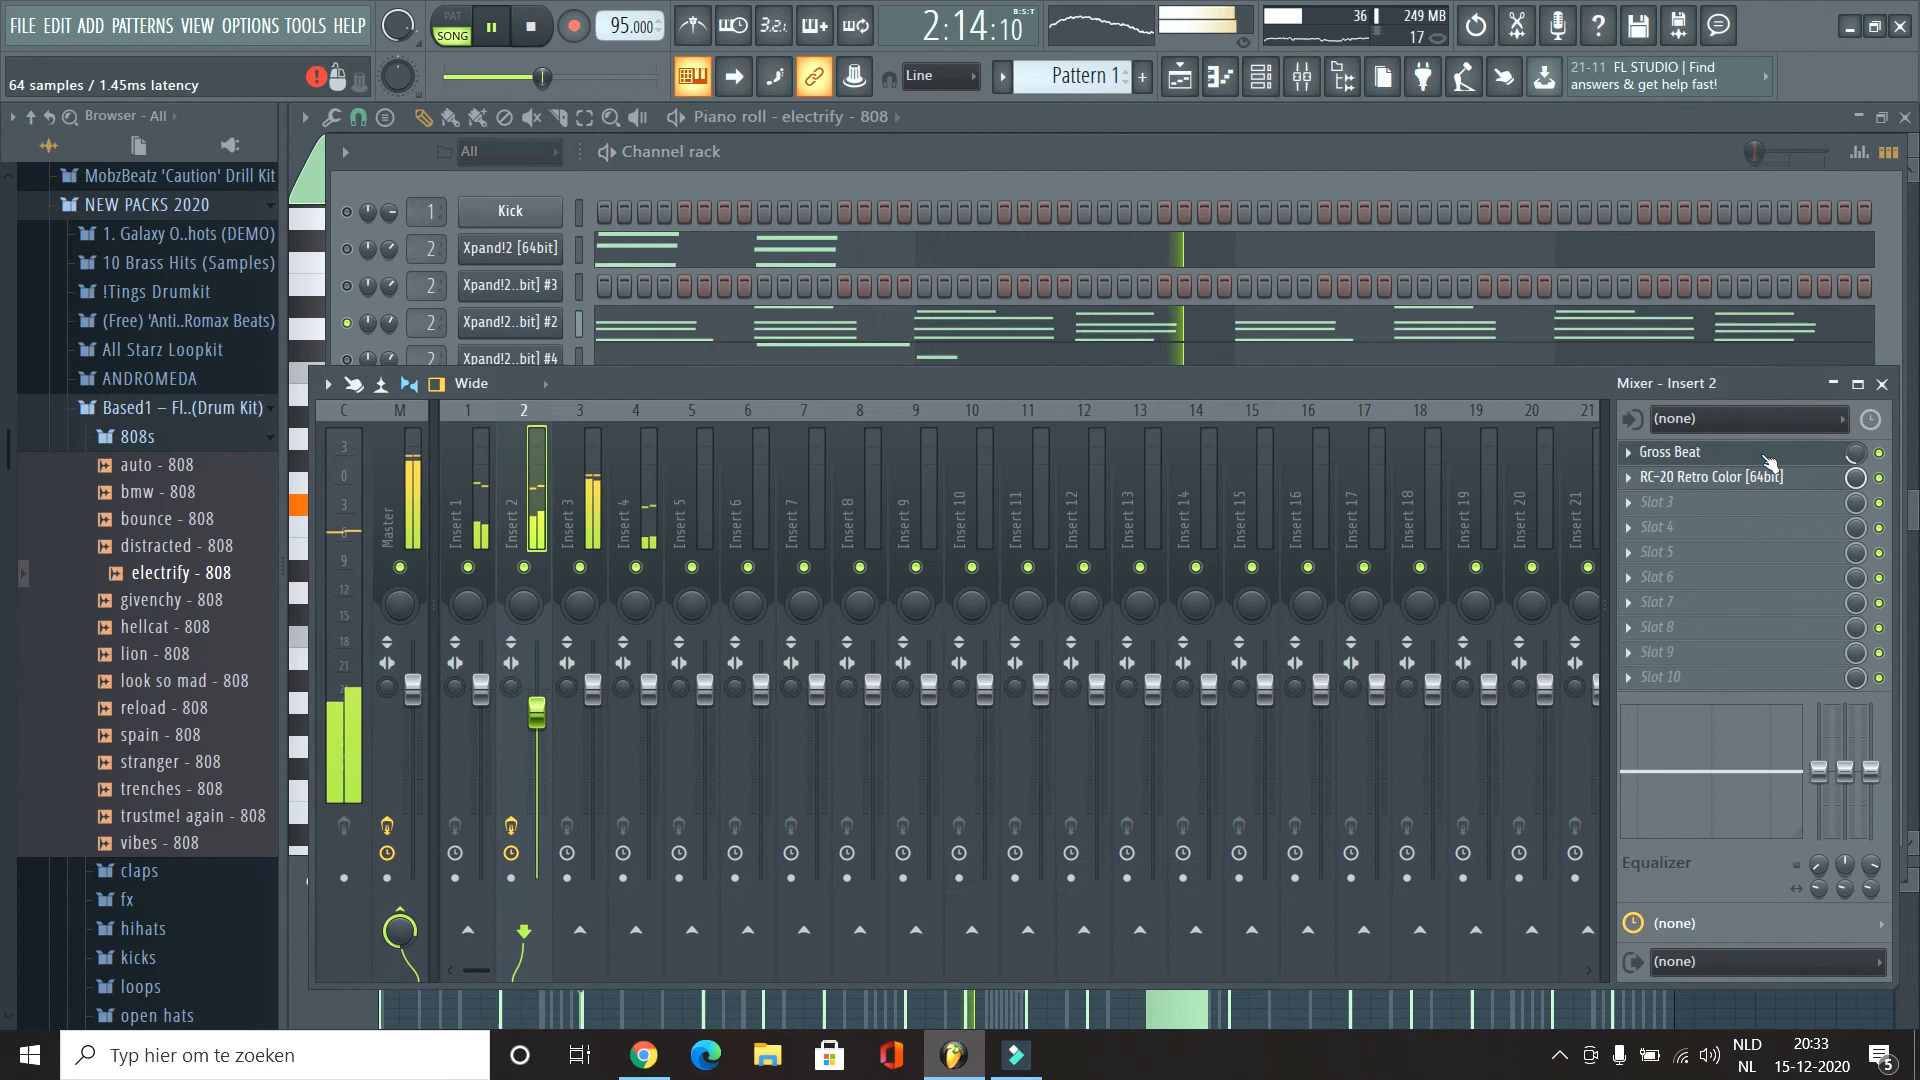 FILE EDIT ADD PATTERNS VIEW OPTIONS TOOLS HELP
PAT
SONG
95.000
3.2.
2:14:10
B:S:T
36
249 MB
17
64 samples / 1.45ms latency
Line
Pattern 1
21-11 FL STUDIO | Find
answers & get help fast!
Browser - All
Piano roll - electrify - 808
All
Channel rack
MobzBeatz 'Caution' Drill Kit
NEW PACKS 2020
1. Galaxy O..hots (DEMO)
10 Brass Hits (Samples)
!Tings Drumkit
(Free) 'Anti..Romax Beats)
All Starz Loopkit
ANDROMEDA
Based1 – Fl..(Drum Kit)
808s
auto - 808
bmw - 808
bounce - 808
distracted - 808
electrify - 808
givenchy - 808
hellcat - 808
lion - 808
look so mad - 808
reload - 808
spain - 808
stranger - 808
trenches - 808
trustme! again - 808
vibes - 808
claps
fx
hihats
kicks
loops
open hats
1 Kick
2 Xpand!2 [64bit]
2 Xpand!2..bit] #3
2 Xpand!2..bit] #2
2 Xpand!2..bit] #4
Wide
Mixer - Insert 2
C M 1 2 3 4 5 6 7 8 9 10 11 12 13 14 15 16 17 18 19 20 21
3
0
3
6
9
12
15
18
21
Master
Insert 1
Insert 2
Insert 3
Insert 4
Insert 5
Insert 6
Insert 7
Insert 8
Insert 9
Insert 10
Insert 11
Insert 12
Insert 13
Insert 14
Insert 15
Insert 16
Insert 17
Insert 18
Insert 19
Insert 20
Insert 21
(none)
Gross Beat
RC-20 Retro Color [64bit]
Slot 3
Slot 4
Slot 5
Slot 6
Slot 7
Slot 8
Slot 9
Slot 10
Equalizer
(none)
(none)
Typ hier om te zoeken
NLD
NL
20:33
15-12-2020
5